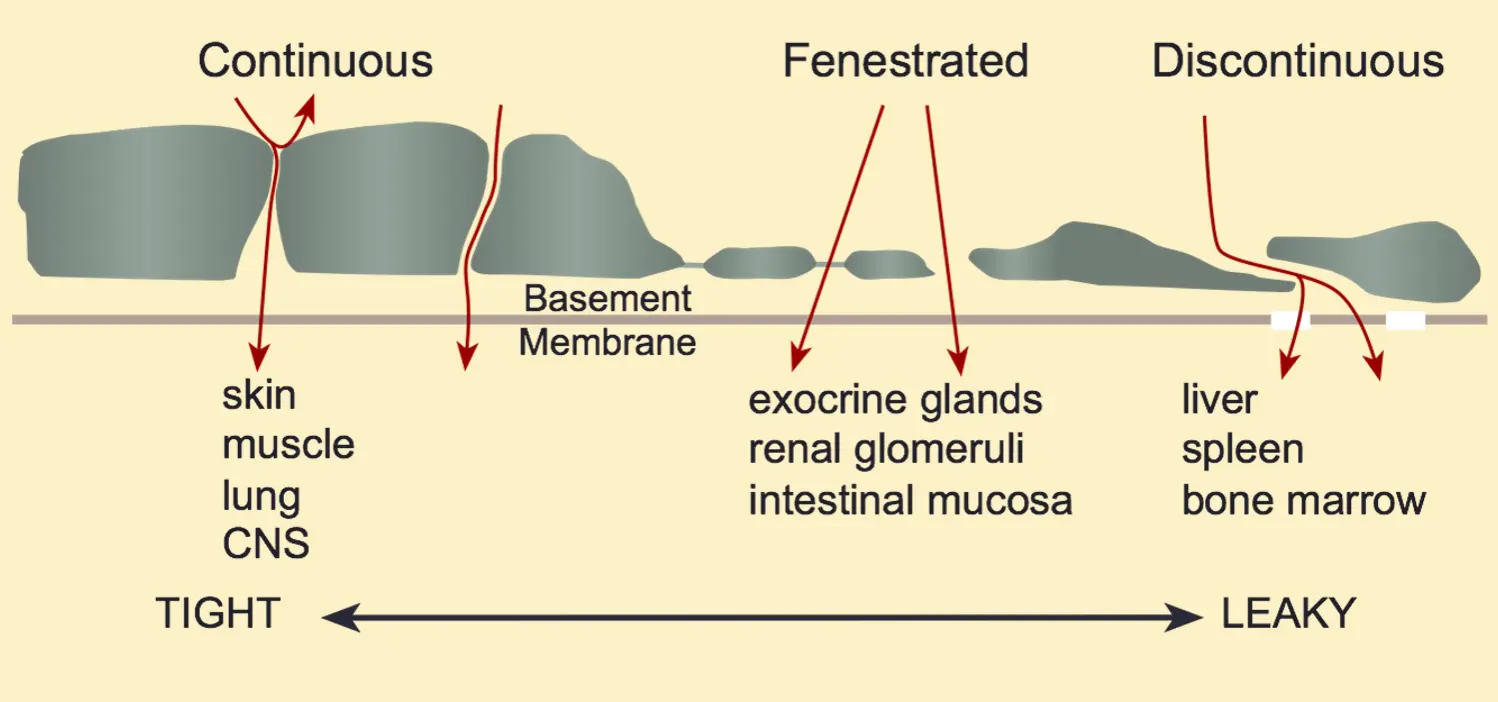 Continuous
Fenestrated
Discontinuous
Basement
Membrane
skin
muscle
lung
CNS
exocrine glands
renal glomeruli
intestinal mucosa
liver
spleen
bone marrow
TIGHT
LEAKY